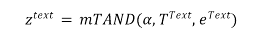 z^{text} = mTAND(α, T^{Text}, e^{Text})